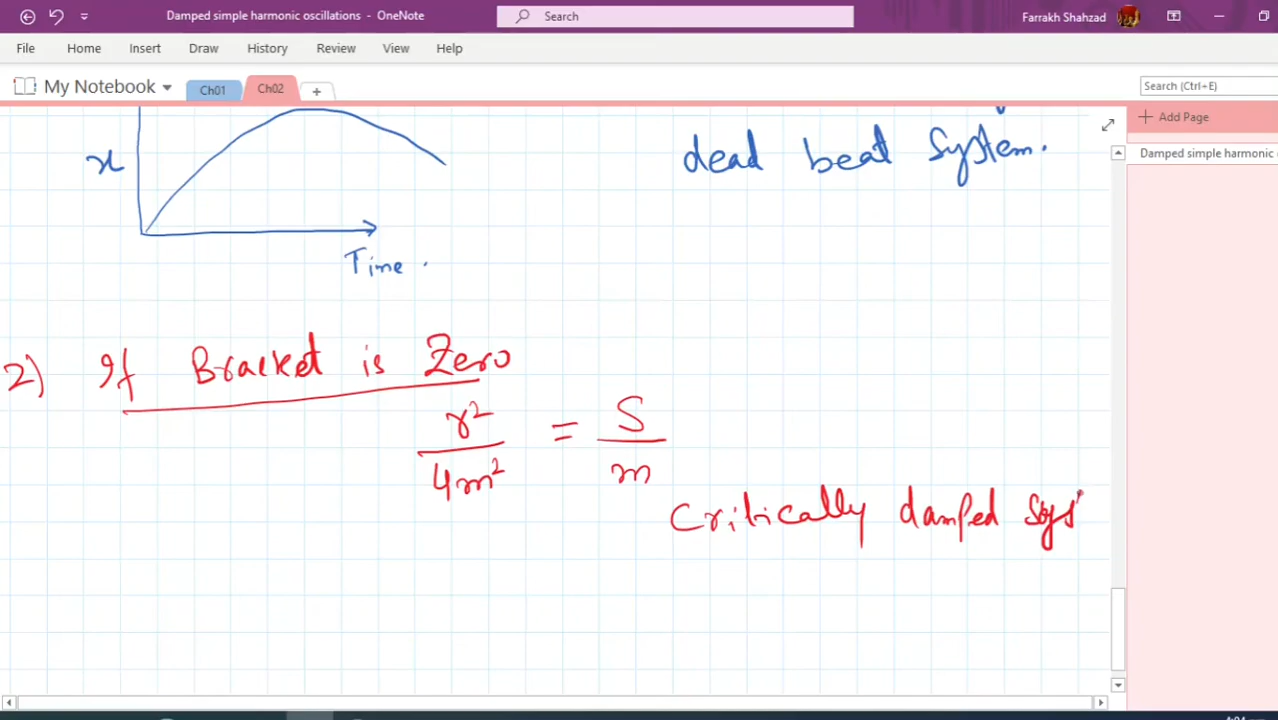 Damped simple harmonic oscillations - OneNote
Search
Farrakh Shahzad
File Home Insert Draw History Review View Help
My Notebook Ch01 Ch02 +
Search (Ctrl+E)
Add Page
Damped simple harmonic
dead beat System.
x
Time .
2) If Bracket is Zero
r²/4m² = S/m
Critically damped Sys